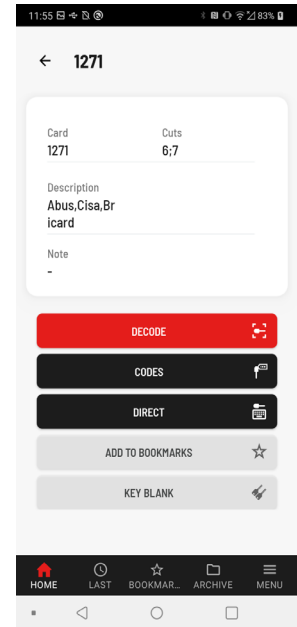 11:55 83%
1271
Card Cuts
1271 6;7
Description
Abus,Cisa,Br
icard
Note
-
DECODE
CODES
DIRECT
ADD TO BOOKMARKS
KEY BLANK
HOME LAST BOOKMAR... ARCHIVE MENU